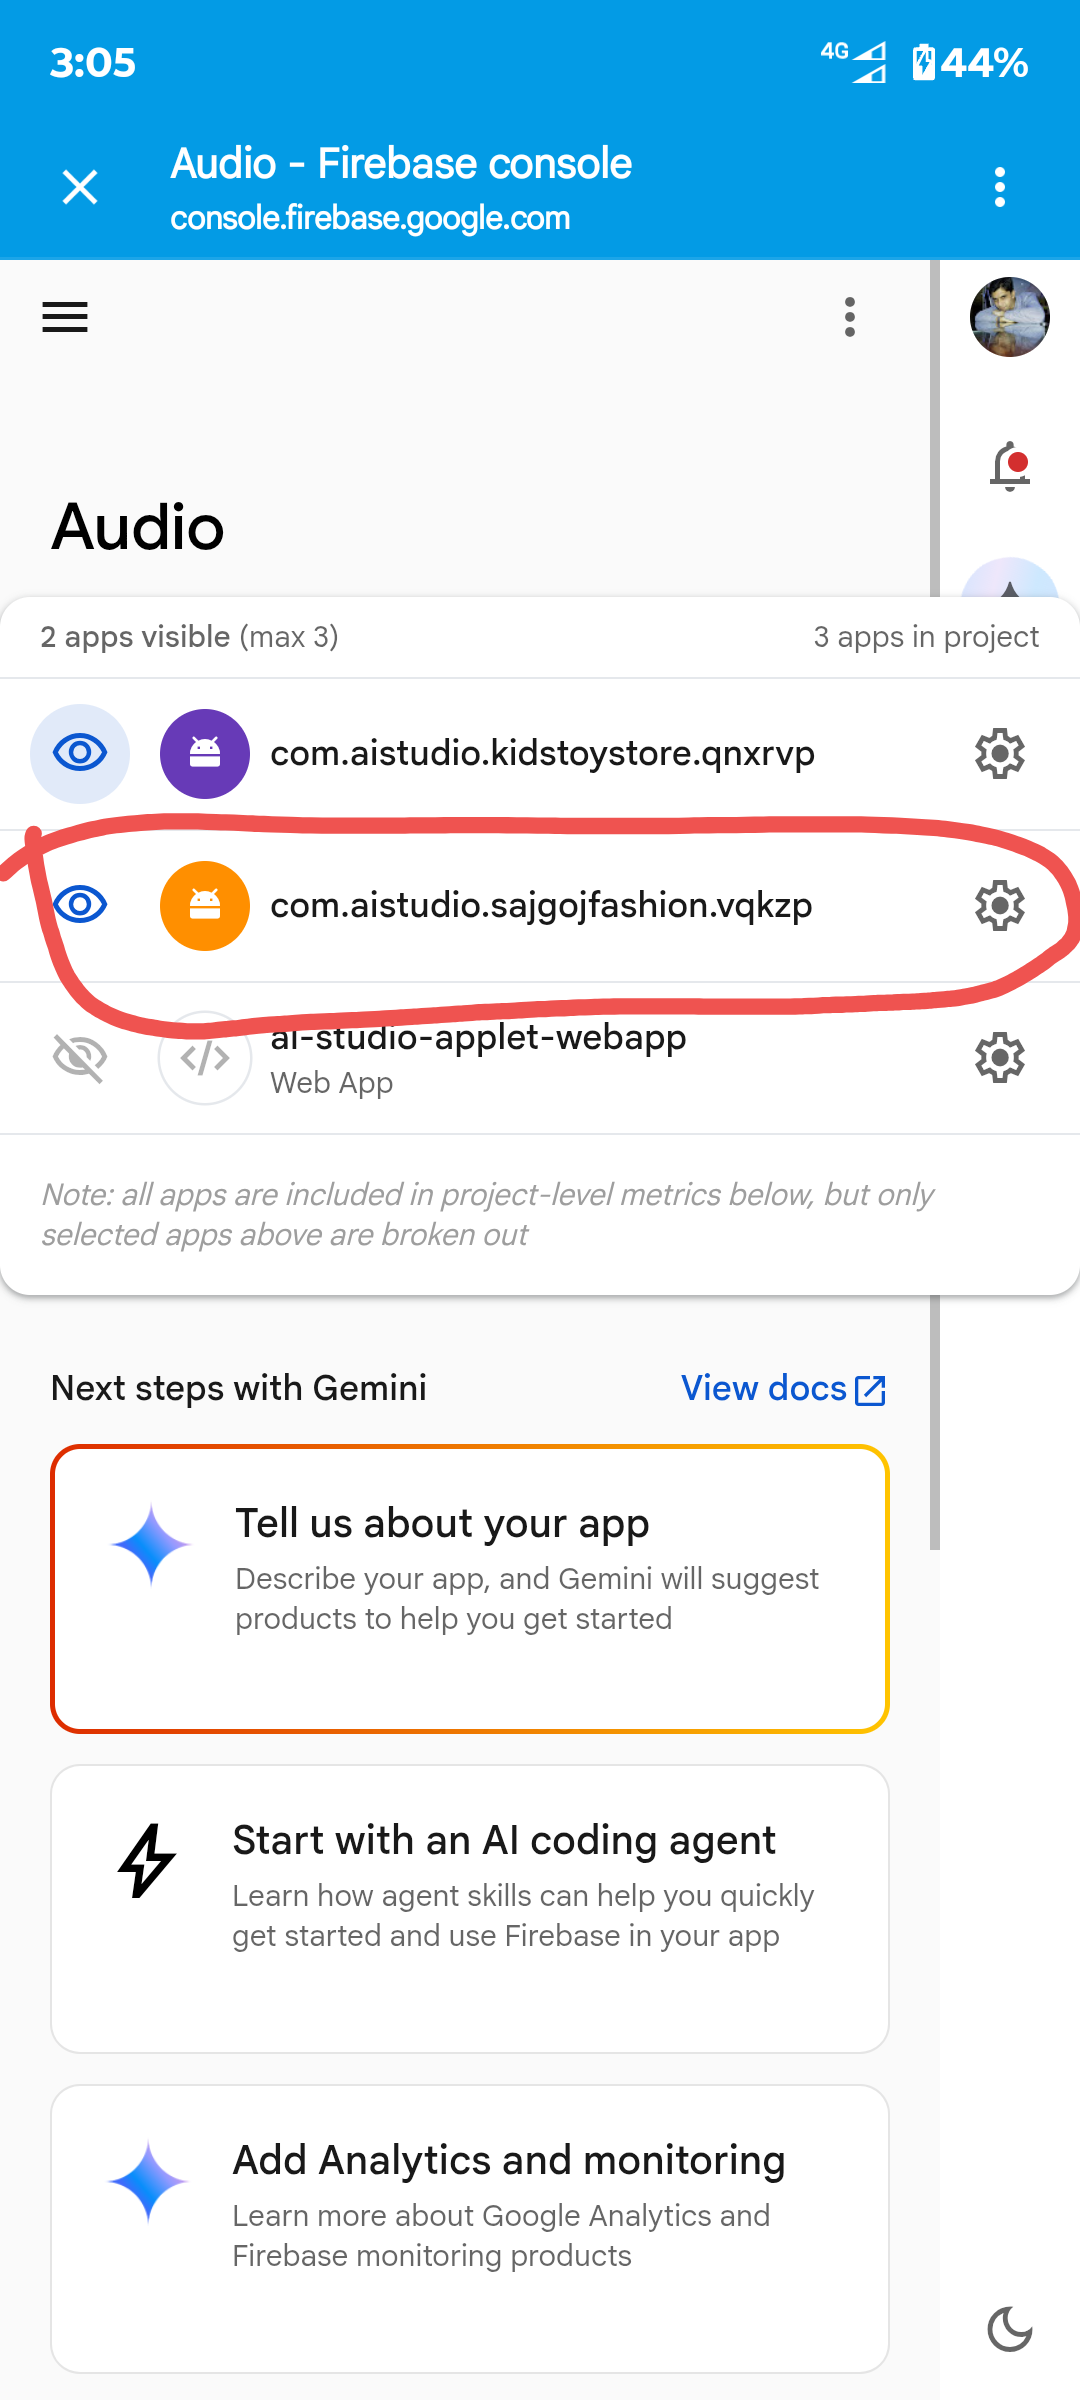 3:05
4G
44%
Audio - Firebase console
console.firebase.google.com
Audio
2 apps visible (max 3)
3 apps in project
com.aistudio.kidstoystore.qnxrvp
com.aistudio.sajgojfashion.vqkzp
ai-studio-applet-webapp
Web App
Note: all apps are included in project-level metrics below, but only
selected apps above are broken out
Next steps with Gemini
View docs
Tell us about your app
Describe your app, and Gemini will suggest
products to help you get started
Start with an AI coding agent
Learn how agent skills can help you quickly
get started and use Firebase in your app
Add Analytics and monitoring
Learn more about Google Analytics and
Firebase monitoring products